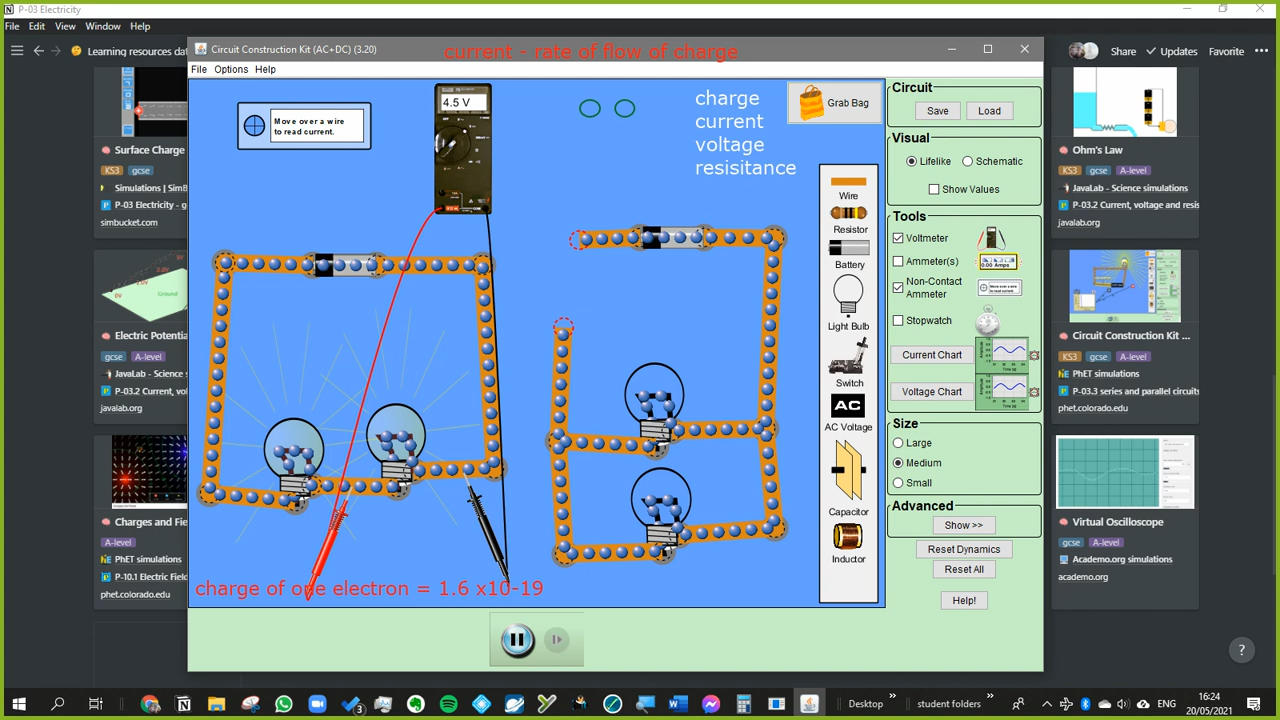 P-03 Electricity
File Edit View Window Help
Learning resources dat
Share Updates Favorite
Circuit Construction Kit (AC+DC) (3.20)
current - rate of flow of charge
File Options Help
4.5 V
Move over a wire
to read current.
charge
current
voltage
resisitance
Grab Bag
Wire
Resistor
Battery
Light Bulb
Switch
AC
AC Voltage
Capacitor
Inductor
charge of one electron = 1.6 x10-19
Circuit
Save Load
Visual
Lifelike Schematic
Show Values
Tools
Voltmeter
Ammeter(s)
0.00 Amps
Non-Contact
Ammeter
Stopwatch
Current Chart
Voltage Chart
Size
Large
Medium
Small
Advanced
Show >>
Reset Dynamics
Reset All
Help!
Surface Charge
KS3 gcse
Simulations | SimB
P-03 Electricity - g
simbucket.com
0V
Ground
Electric Potential
gcse A-level
JavaLab - Science s
P-03.2 Current, vo
javalab.org
Charges and Fie
A-level
PhET simulations
P-10.1 Electric Field
phet.colorado.edu
Ohm's Law
KS3 gcse A-level
JavaLab - Science simulations
P-03.2 Current, voltage and resis
javalab.org
Circuit Construction Kit ...
KS3 gcse A-level
PhET simulations
P-03.3 series and parallel circuits
phet.colorado.edu
Virtual Oscilloscope
Academo.org simulations
academo.org
?
3
Desktop
student folders
ENG
16:24
20/05/2021